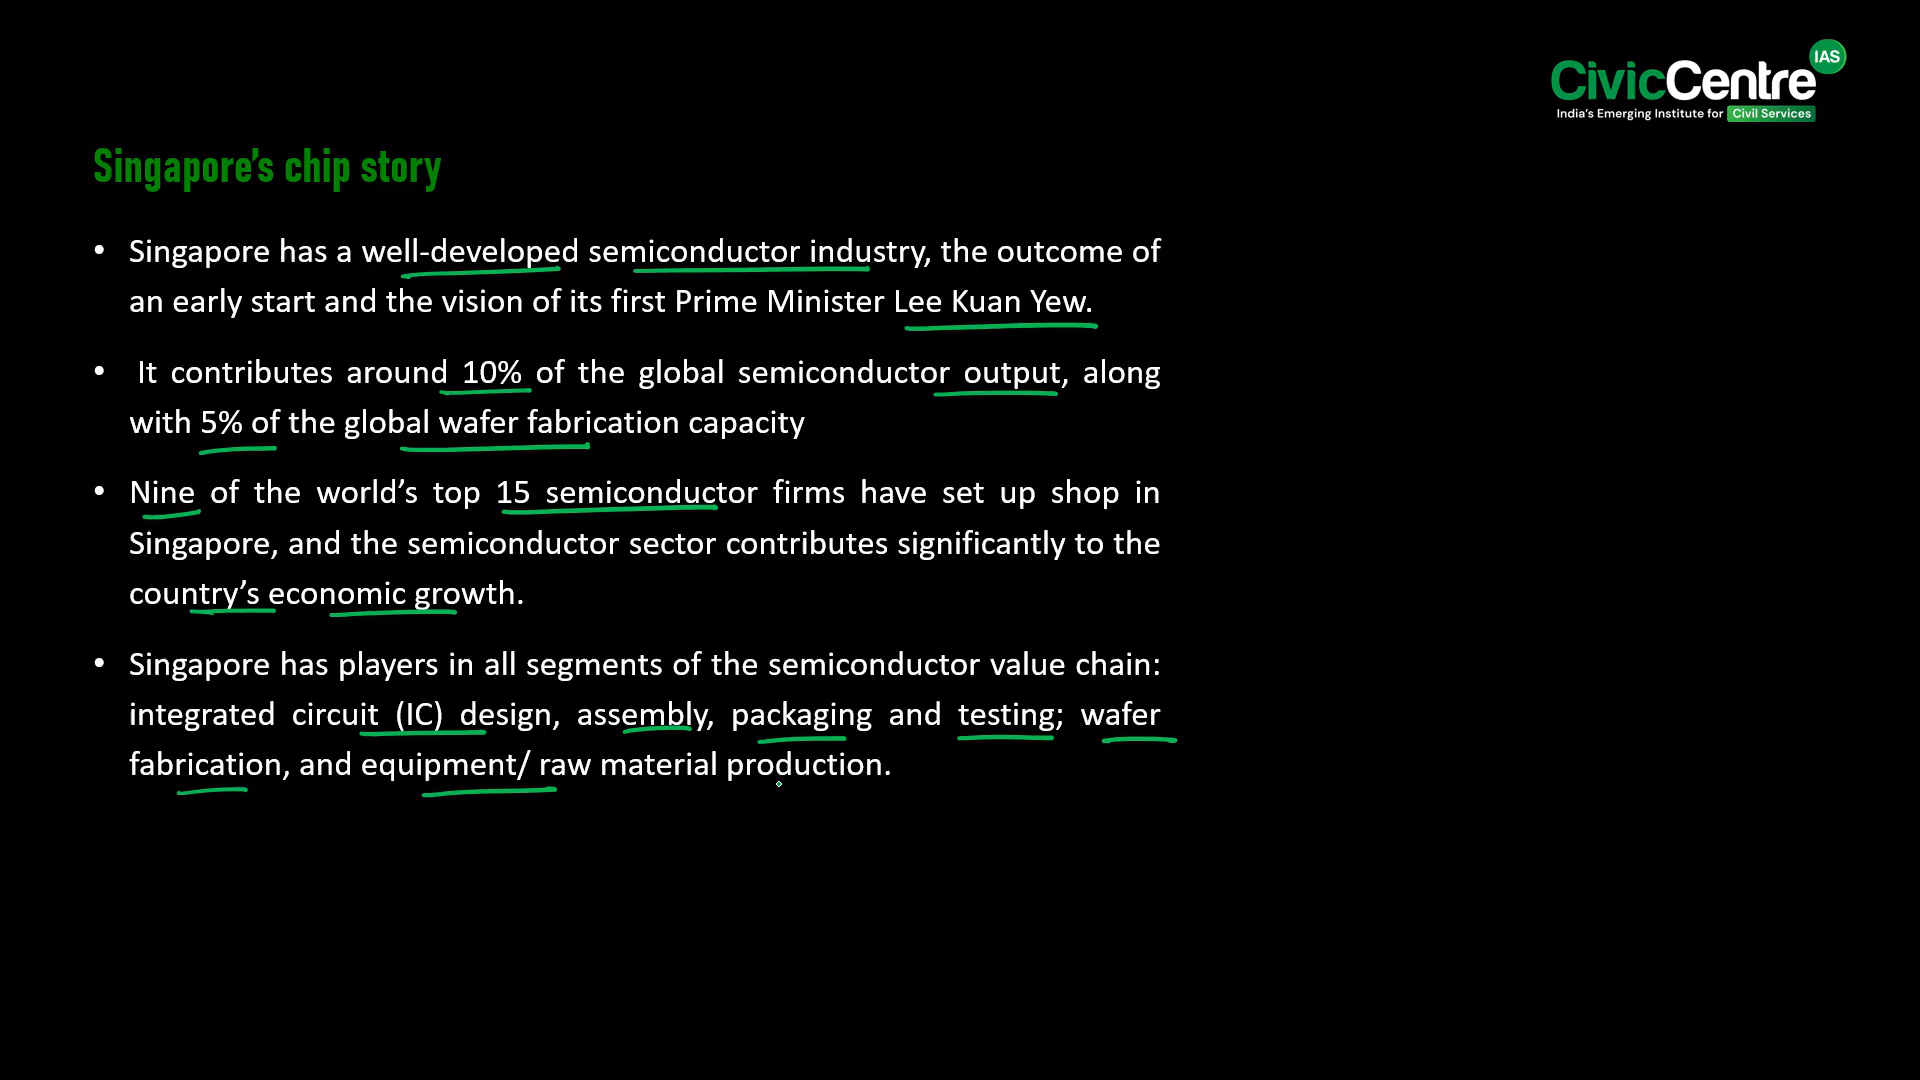 IAS
CivicCentre
India's Emerging Institute for Civil Services
Singapore's chip story
• Singapore has a well-developed semiconductor industry, the outcome of
an early start and the vision of its first Prime Minister Lee Kuan Yew.
• It contributes around 10% of the global semiconductor output, along
with 5% of the global wafer fabrication capacity
• Nine of the world's top 15 semiconductor firms have set up shop in
Singapore, and the semiconductor sector contributes significantly to the
country's economic growth.
• Singapore has players in all segments of the semiconductor value chain:
integrated circuit (IC) design, assembly, packaging and testing; wafer
fabrication, and equipment/ raw material production.